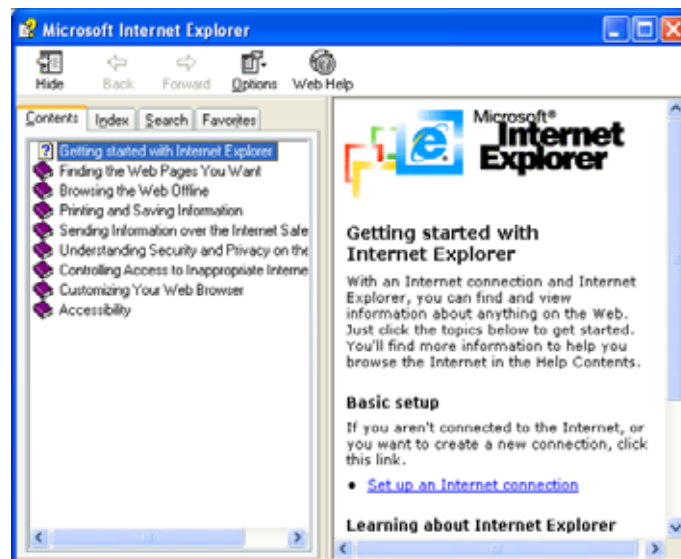 Microsoft Internet Explorer
Hide Back Forward Options Web Help
Contents Index Search Favorites
Getting started with Internet Explorer
Finding the Web Pages You Want
Browsing the Web Offline
Printing and Saving Information
Sending Information over the Internet Safe
Understanding Security and Privacy on the
Controlling Access to Inappropriate Interne
Customizing Your Web Browser
Accessibility
Microsoft®
Internet
Explorer
Getting started with
Internet Explorer
With an Internet connection and Internet
Explorer, you can find and view
information about anything on the Web.
Just click the topics below to get started.
You'll find more information to help you
browse the Internet in the Help Contents.
Basic setup
If you aren't connected to the Internet, or
you want to create a new connection, click
this link.
• Set up an Internet connection
Learning about Internet Explorer